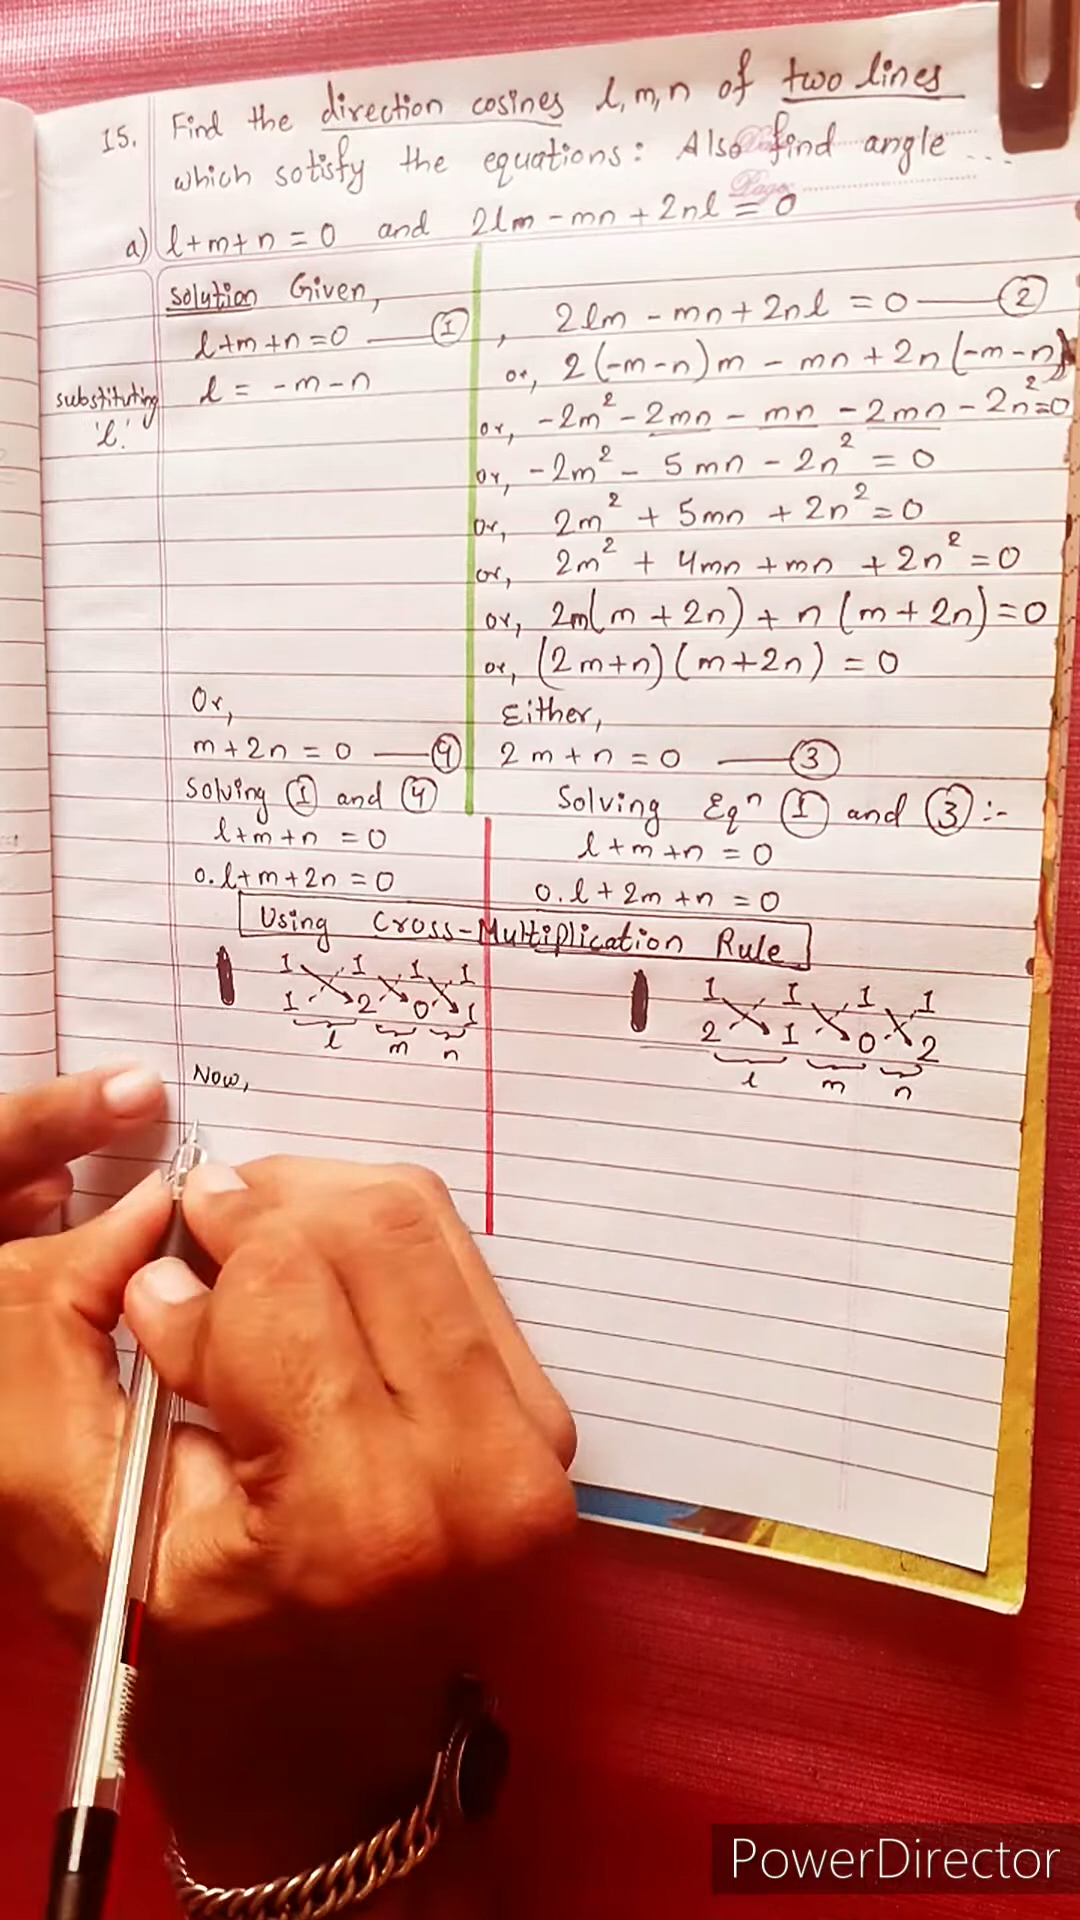 15. Find the direction cosines l, m, n of two lines
which sotisfy the equations: Also find angle ...
Page
a) l+m+n = 0 and 2lm - mn + 2nl = 0
Solution Given,
l+m+n=0 — ①
l = -m-n
substituting
'l'.
, 2lm - mn + 2nl = 0 — ②
or, 2(-m-n)m - mn + 2n(-m-n)
or, -2m² - 2mn - mn - 2mn - 2n²=0
or, -2m² - 5mn - 2n² = 0
or, 2m² + 5mn + 2n² = 0
or, 2m² + 4mn + mn + 2n² = 0
or, 2m(m+2n) + n(m+2n) = 0
or, (2m+n)(m+2n) = 0
Or,
m+2n = 0 — ④
Solving ① and ④
l+m+n = 0
0.l+m+2n = 0
Either,
2m+n = 0 — ③
Solving Eqⁿ ① and ③ :-
l+m+n = 0
0.l+2m+n = 0
Using Cross-Multiplication Rule
1 1 1 1
1 2 0 1
l m n
1 1 1 1
2 1 0 2
l m n
Now,
PowerDirector